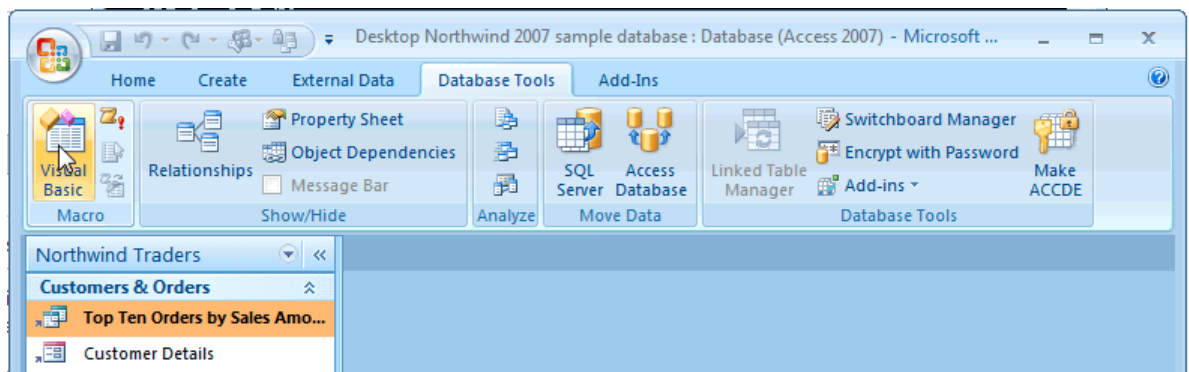 Desktop Northwind 2007 sample database : Database (Access 2007) - Microsoft ...
Home Create External Data Database Tools Add-Ins
Visual Basic
Macro
Relationships
Property Sheet
Object Dependencies
Message Bar
Show/Hide
Analyze
SQL Server
Access Database
Move Data
Linked Table Manager
Switchboard Manager
Encrypt with Password
Add-ins
Make ACCDE
Database Tools
Northwind Traders
Customers & Orders
Top Ten Orders by Sales Amo...
Customer Details